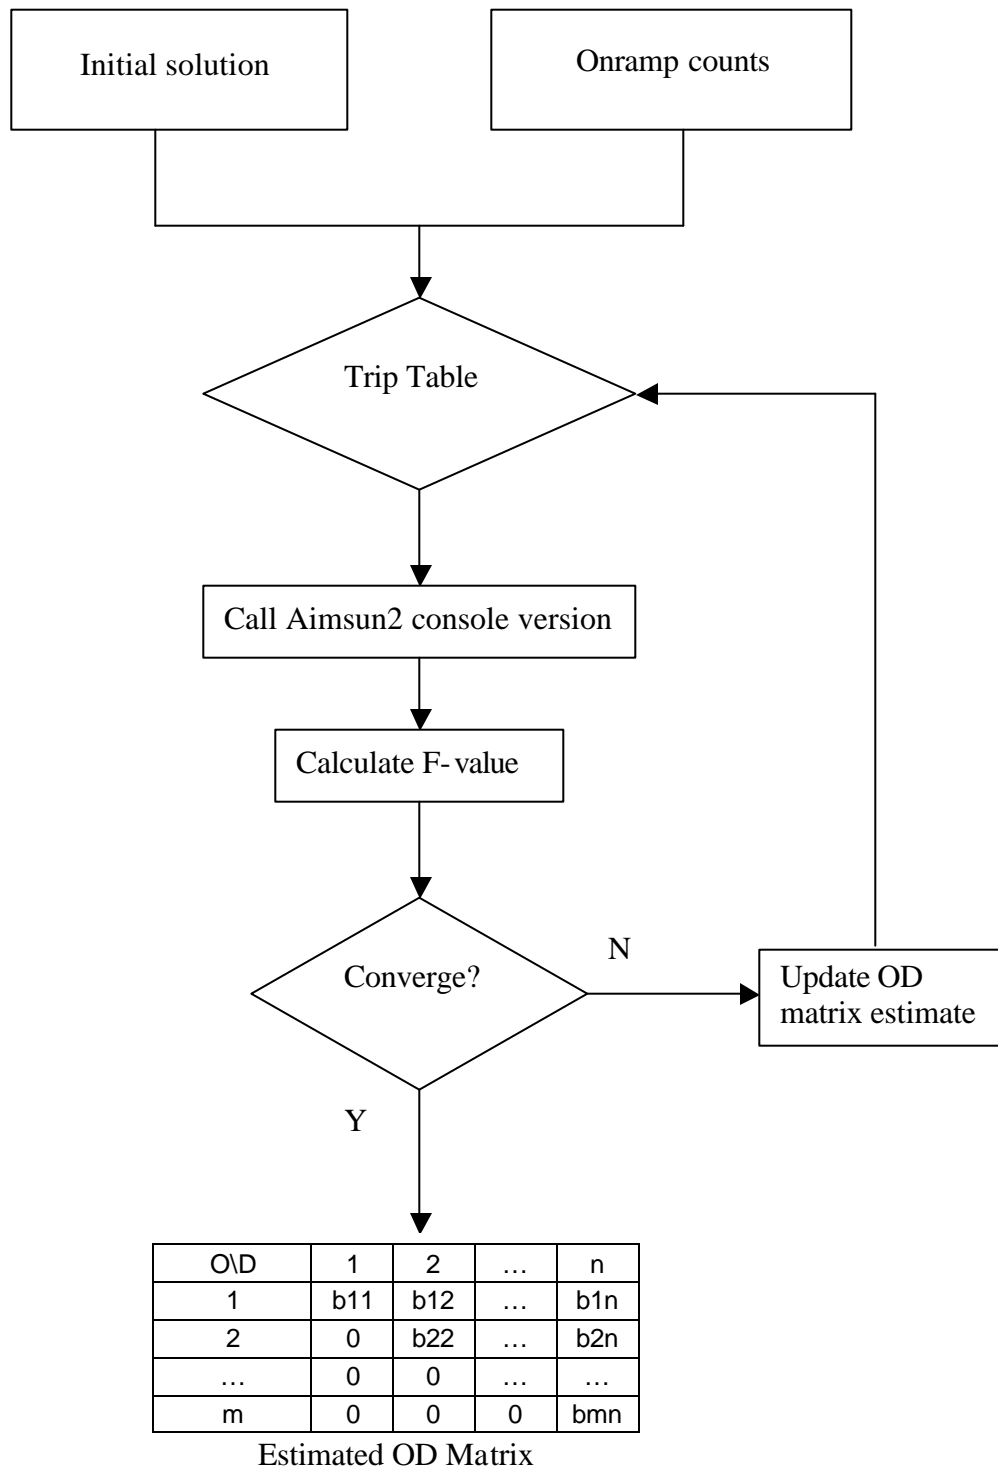 Initial solution
Onramp counts
Trip Table
Call Aimsun2 console version
Calculate F-value
Converge?
N
Update OD
matrix estimate
Y
O\D 1 2 … n
1 b11 b12 … b1n
2 0 b22 … b2n
… 0 0 … …
m 0 0 0 bmn
Estimated OD Matrix